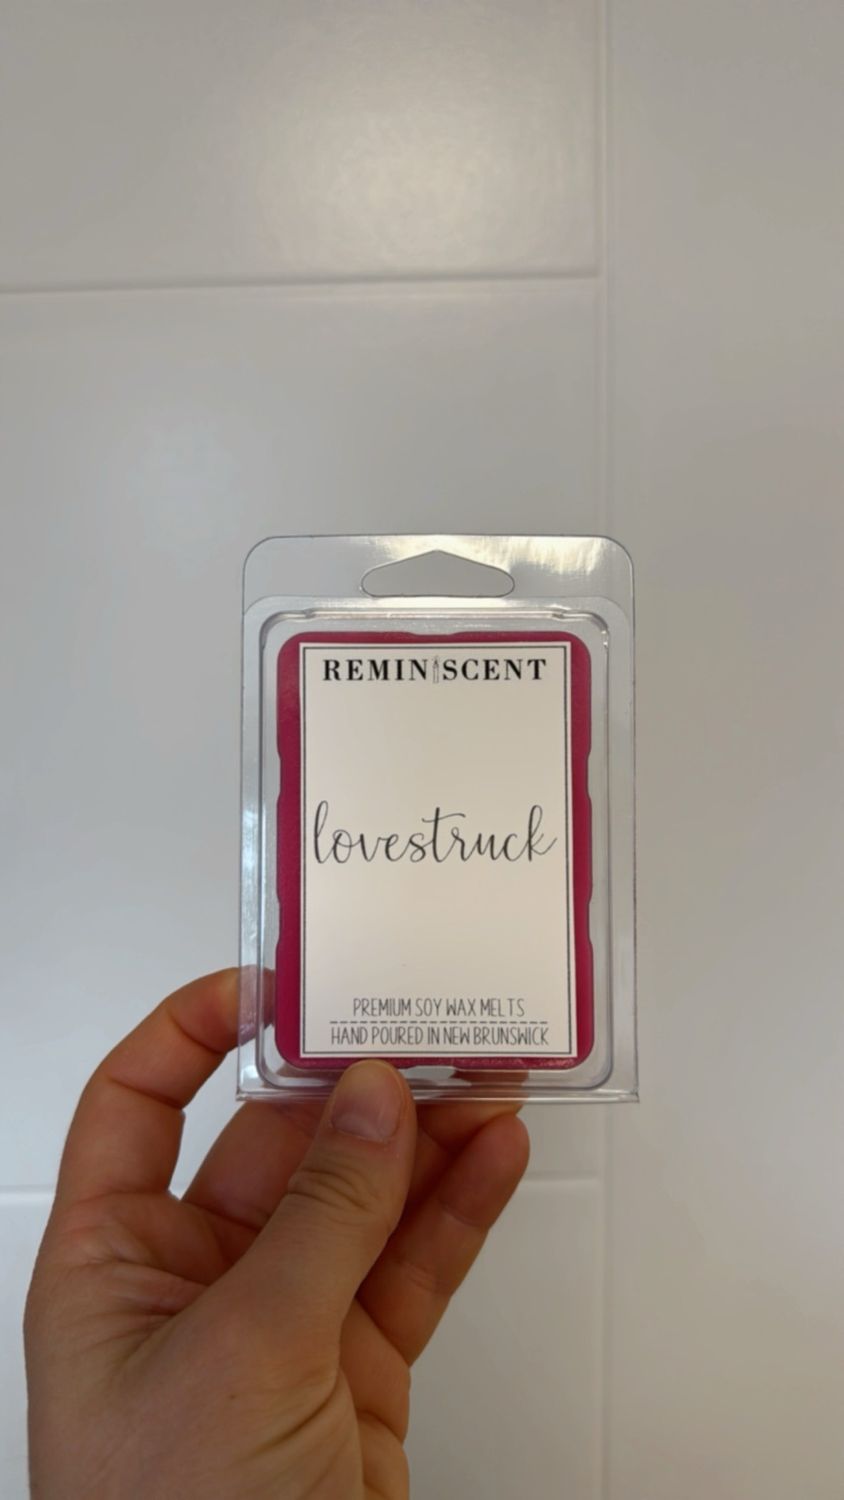 REMINISCENT
lovestruck
PREMIUM SOY WAX MELTS
HAND POURED IN NEW BRUNSWICK